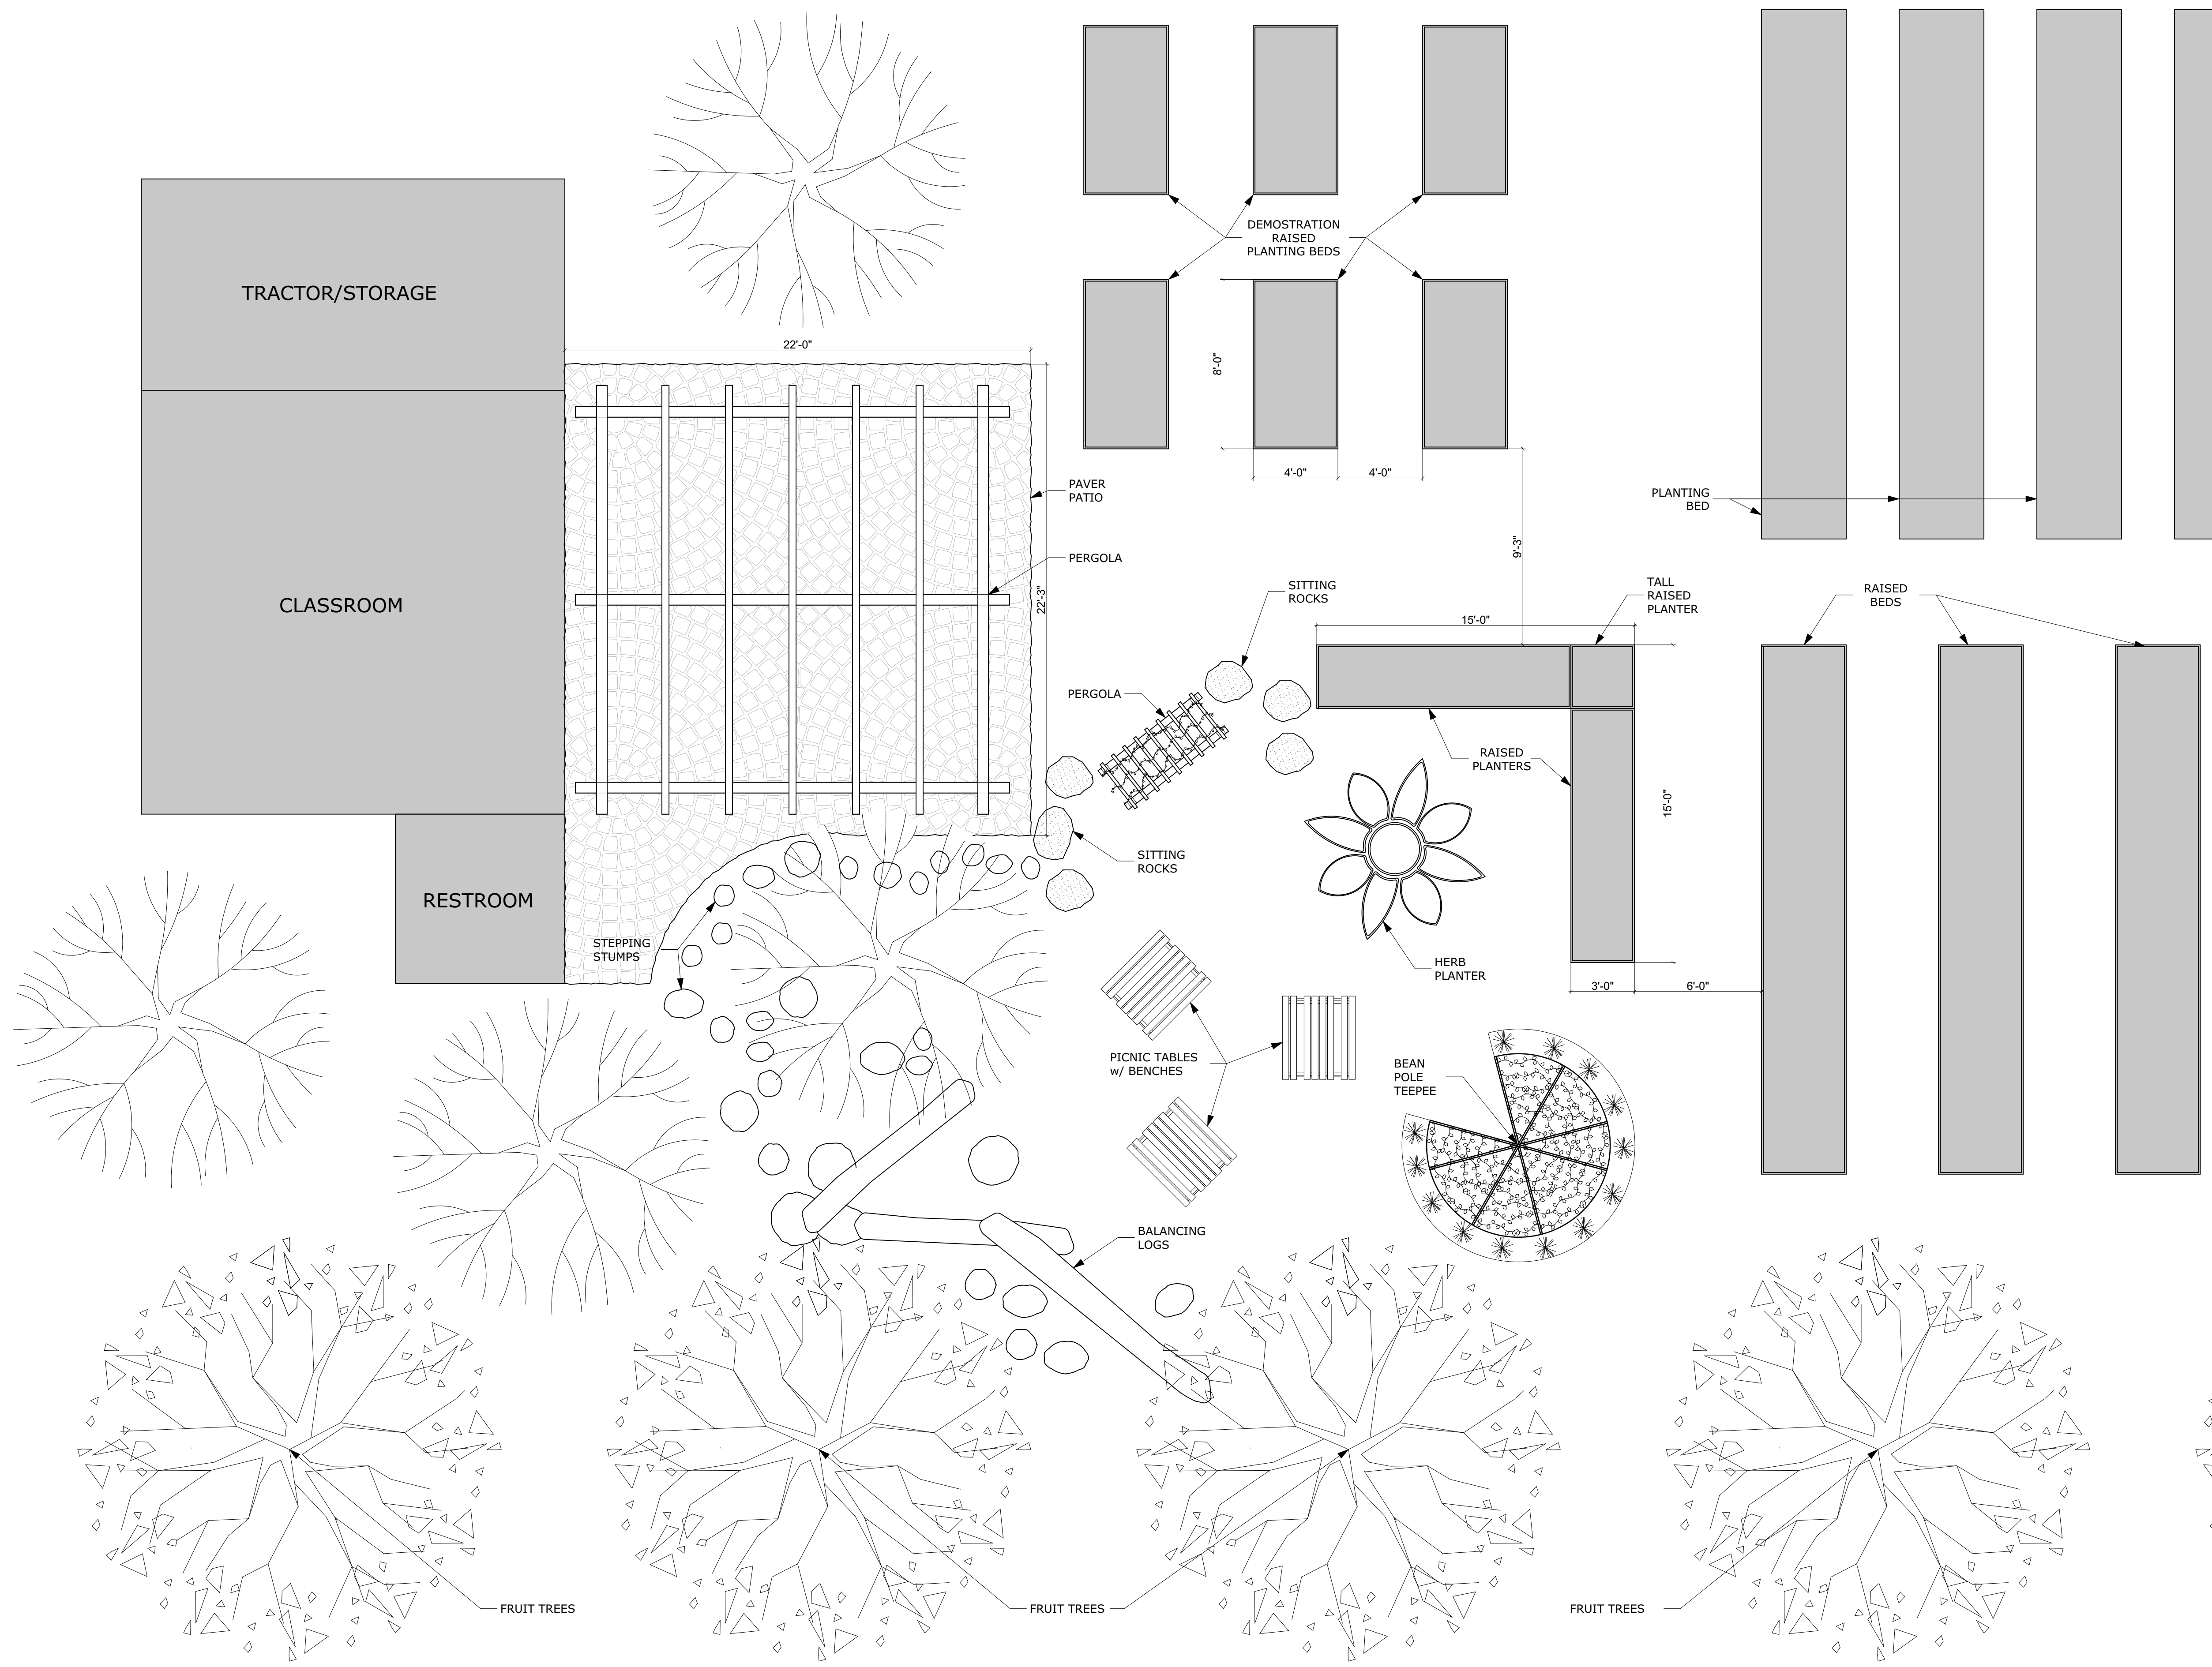 DEMOSTRATION
RAISED
PLANTING BEDS
TRACTOR/STORAGE
22'-0"
8'-0"
4'-0"
4'-0"
PAVER
PATIO
PLANTING
BED
PERGOLA
9'-3"
22'-3"
SITTING
ROCKS
TALL
RAISED
PLANTER
RAISED
BEDS
CLASSROOM
15'-0"
PERGOLA
RAISED
PLANTERS
15'-0"
SITTING
ROCKS
RESTROOM
STEPPING
STUMPS
HERB
PLANTER
3'-0"
6'-0"
PICNIC TABLES
w/ BENCHES
BEAN
POLE
TEEPEE
BALANCING
LOGS
FRUIT TREES
FRUIT TREES
FRUIT TREES